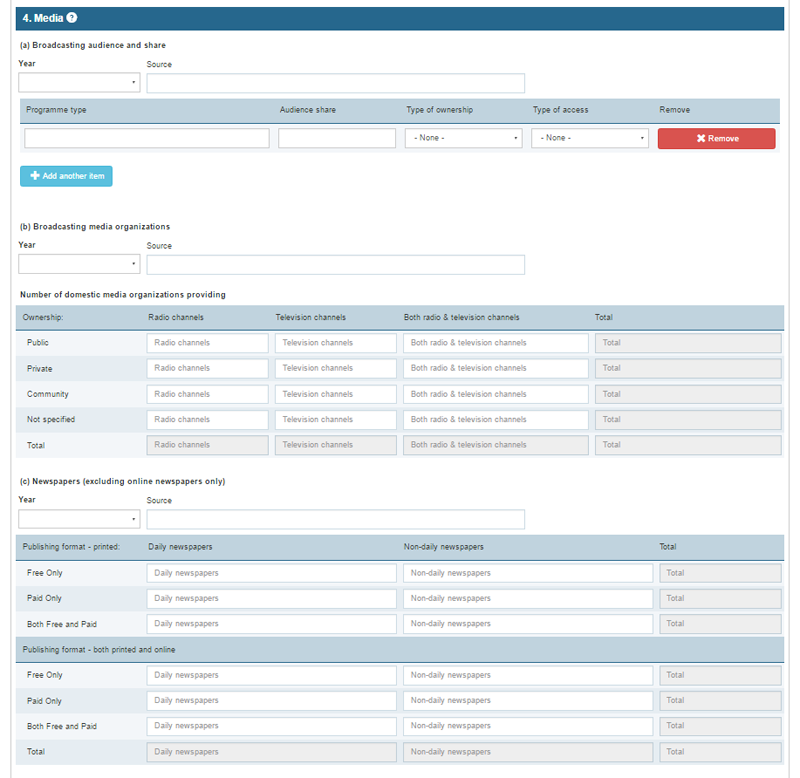 4. Media ?
(a) Broadcasting audience and share
Year Source
Programme type Audience share Type of ownership Type of access Remove
- None - - None - Remove
Add another item
(b) Broadcasting media organizations
Year Source
Number of domestic media organizations providing
Ownership: Radio channels Television channels Both radio & television channels Total
Public Radio channels Television channels Both radio & television channels Total
Private Radio channels Television channels Both radio & television channels Total
Community Radio channels Television channels Both radio & television channels Total
Not specified Radio channels Television channels Both radio & television channels Total
Total Radio channels Television channels Both radio & television channels Total
(c) Newspapers (excluding online newspapers only)
Year Source
Publishing format - printed: Daily newspapers Non-daily newspapers Total
Free Only Daily newspapers Non-daily newspapers Total
Paid Only Daily newspapers Non-daily newspapers Total
Both Free and Paid Daily newspapers Non-daily newspapers Total
Publishing format - both printed and online
Free Only Daily newspapers Non-daily newspapers Total
Paid Only Daily newspapers Non-daily newspapers Total
Both Free and Paid Daily newspapers Non-daily newspapers Total
Total Daily newspapers Non-daily newspapers Total